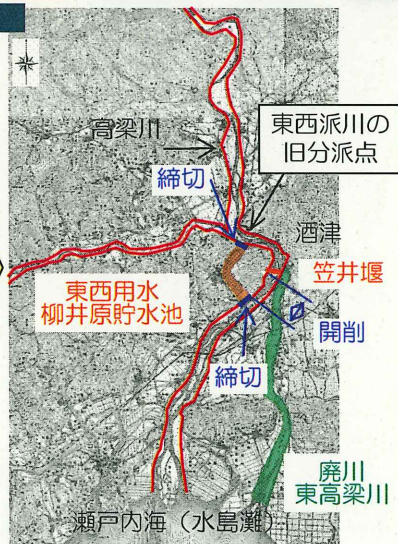 高梁川
東西派川の
旧分派点
締切
酒津
笠井堰
東西用水
柳井原貯水池
開削
締切
廃川
東高梁川
瀬戸内海（水島灘）